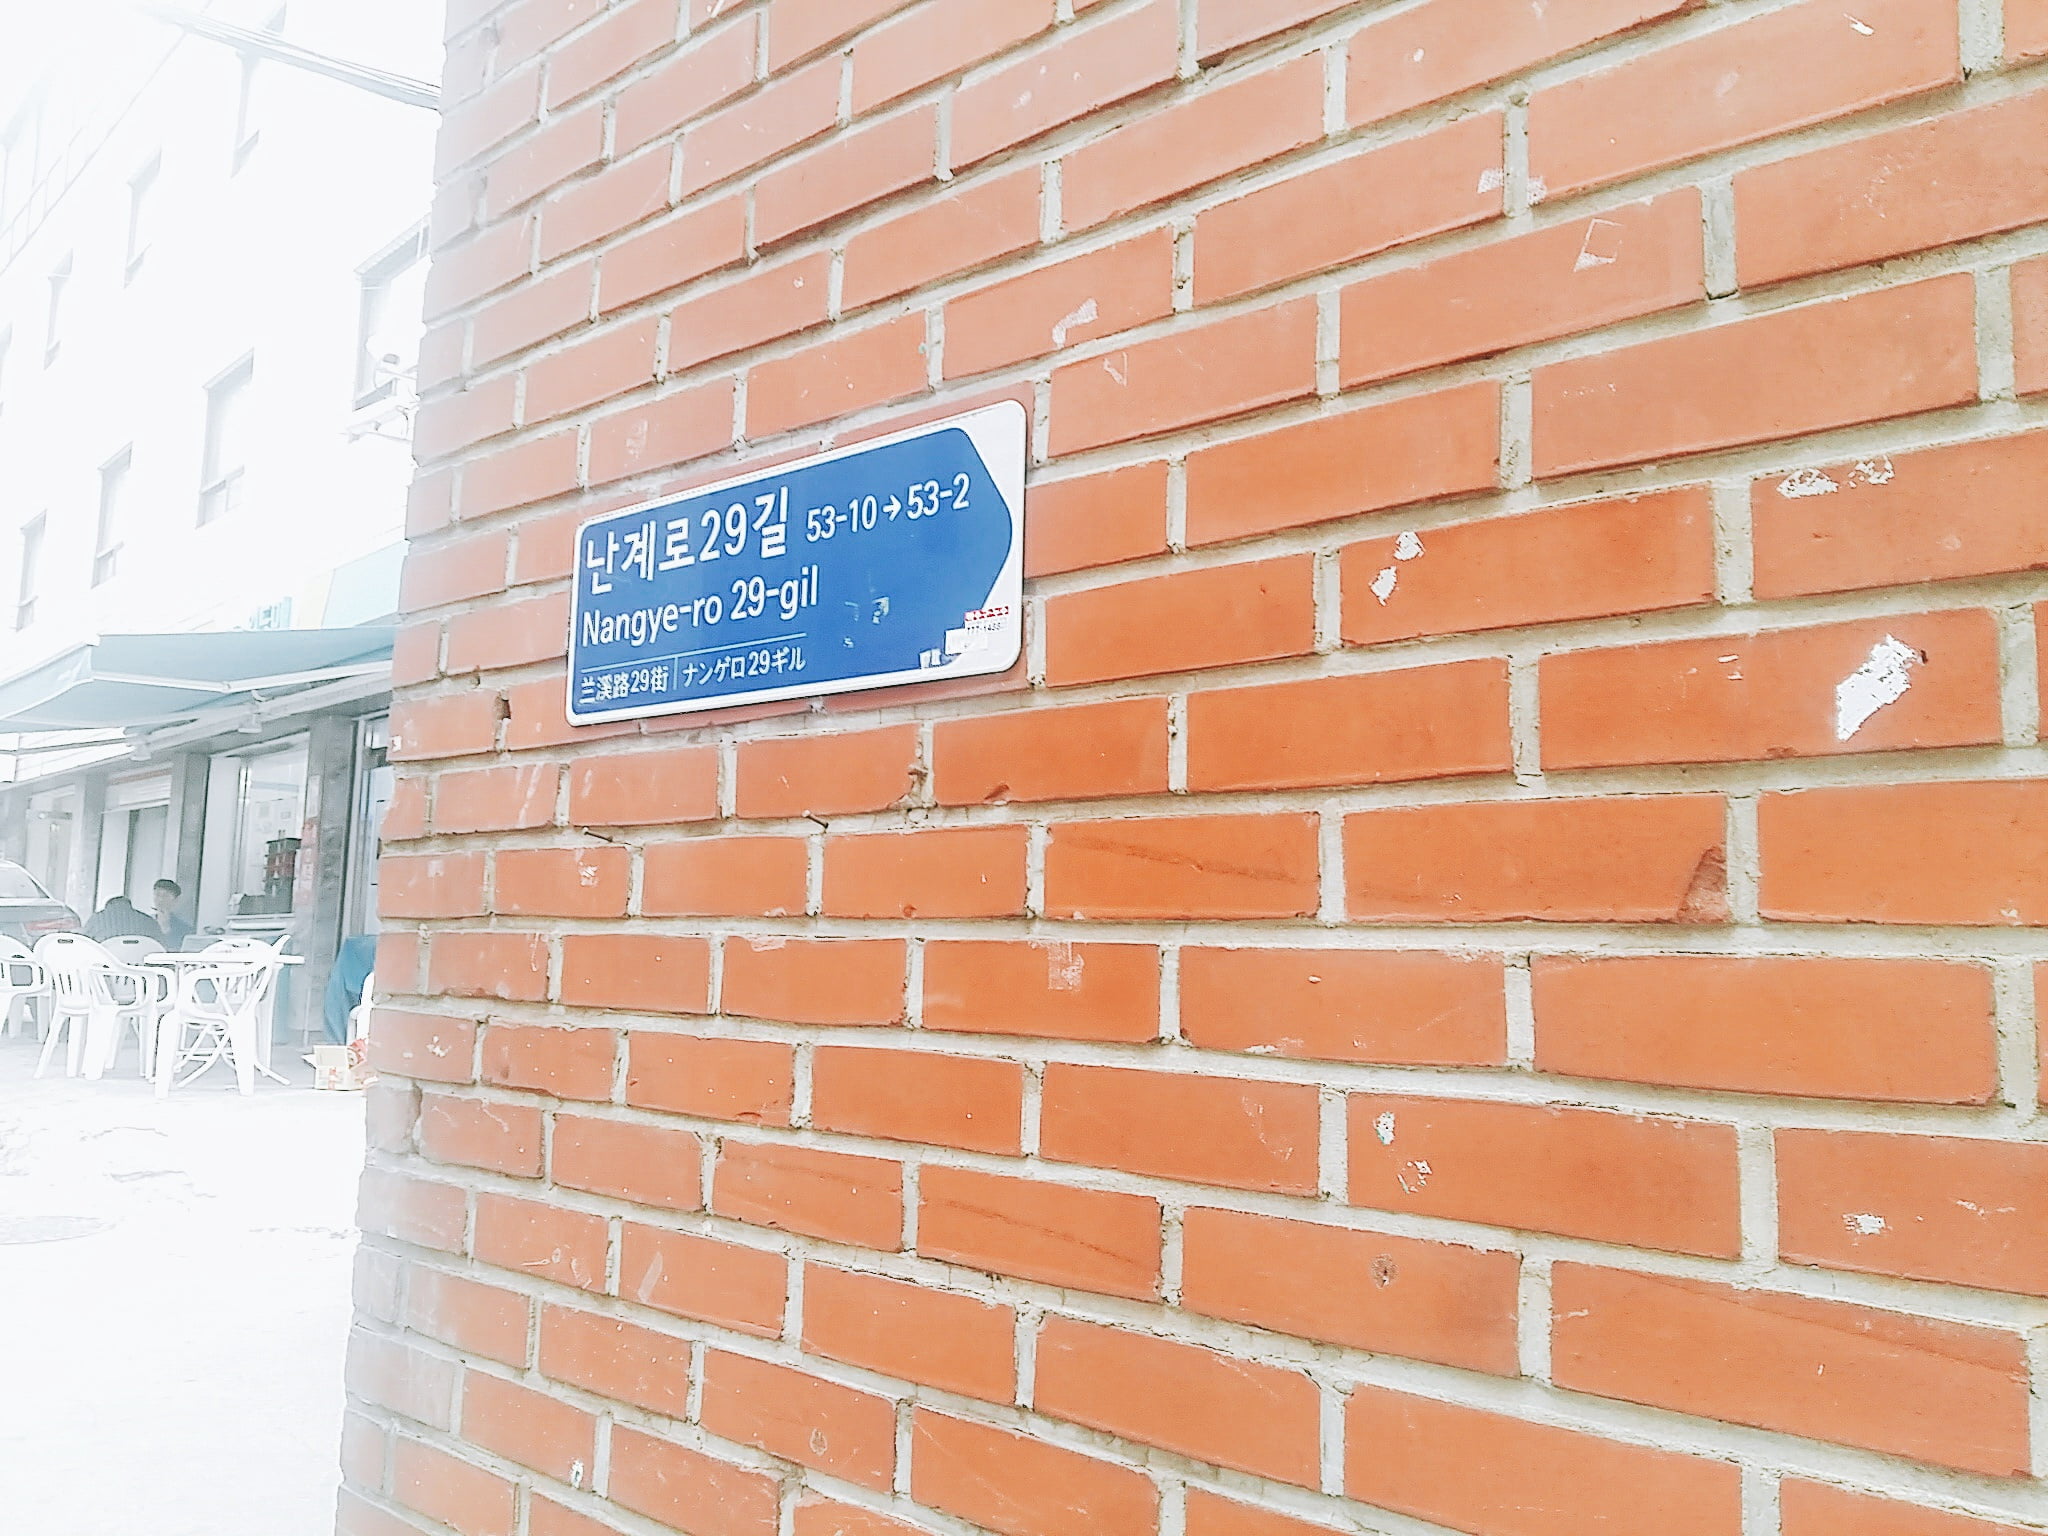 난계로29길 53-10→53-2
Nangye-ro 29-gil
兰溪路29街 | ナンゲロ29ギル